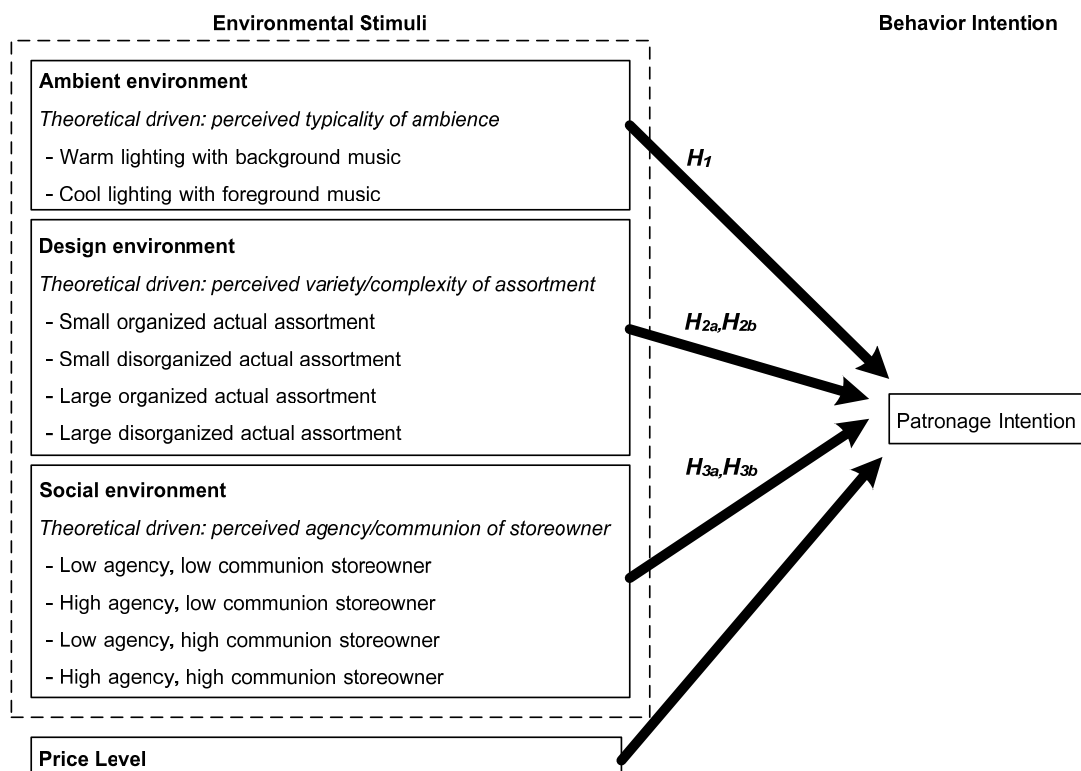 Environmental Stimuli
Behavior Intention
Ambient environment
Theoretical driven: perceived typicality of ambience
- Warm lighting with background music
- Cool lighting with foreground music
H1
Design environment
Theoretical driven: perceived variety/complexity of assortment
- Small organized actual assortment
- Small disorganized actual assortment
- Large organized actual assortment
- Large disorganized actual assortment
H2a,H2b
Patronage Intention
Social environment
Theoretical driven: perceived agency/communion of storeowner
- Low agency, low communion storeowner
- High agency, low communion storeowner
- Low agency, high communion storeowner
- High agency, high communion storeowner
H3a,H3b
Price Level